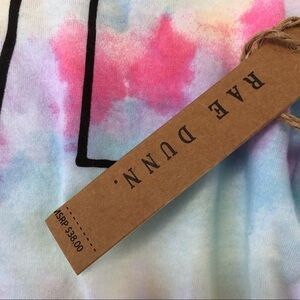 RAE DUNN.
MSRP $38.00